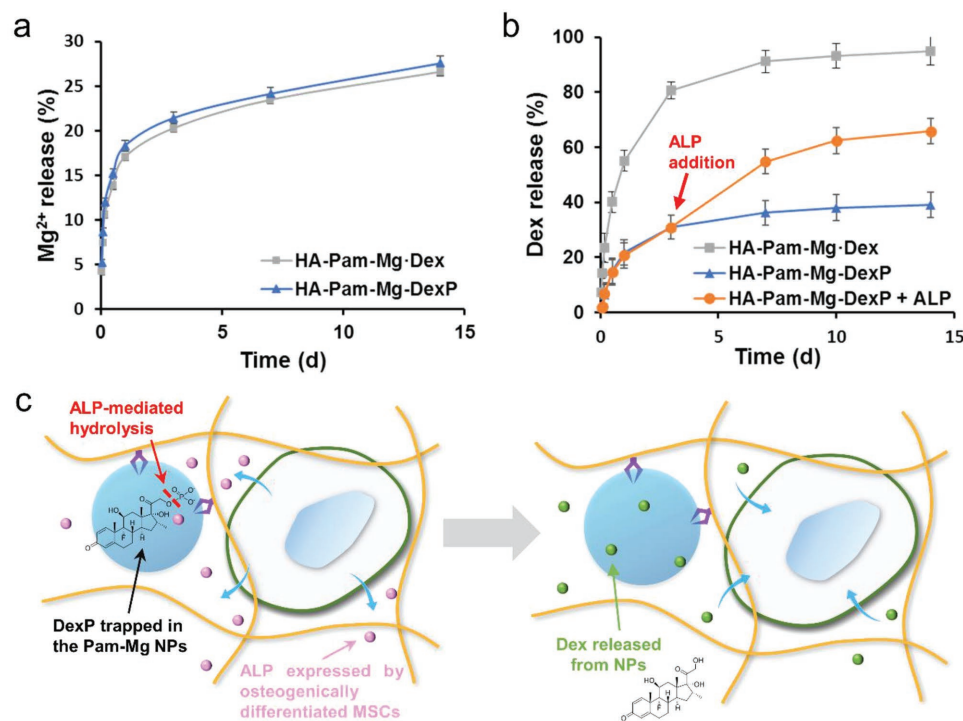 a
30
25
20
15
10
5
0
Mg²⁺ release (%)
0
5
10
15
Time (d)
HA-Pam-Mg·Dex
HA-Pam-Mg-DexP
b
100
80
60
40
20
0
Dex release (%)
0
5
10
15
Time (d)
ALP
addition
HA-Pam-Mg·Dex
HA-Pam-Mg-DexP
HA-Pam-Mg-DexP + ALP
c
ALP-mediated
hydrolysis
DexP trapped in
the Pam-Mg NPs
ALP expressed by
osteogenically
differentiated MSCs
Dex released
from NPs